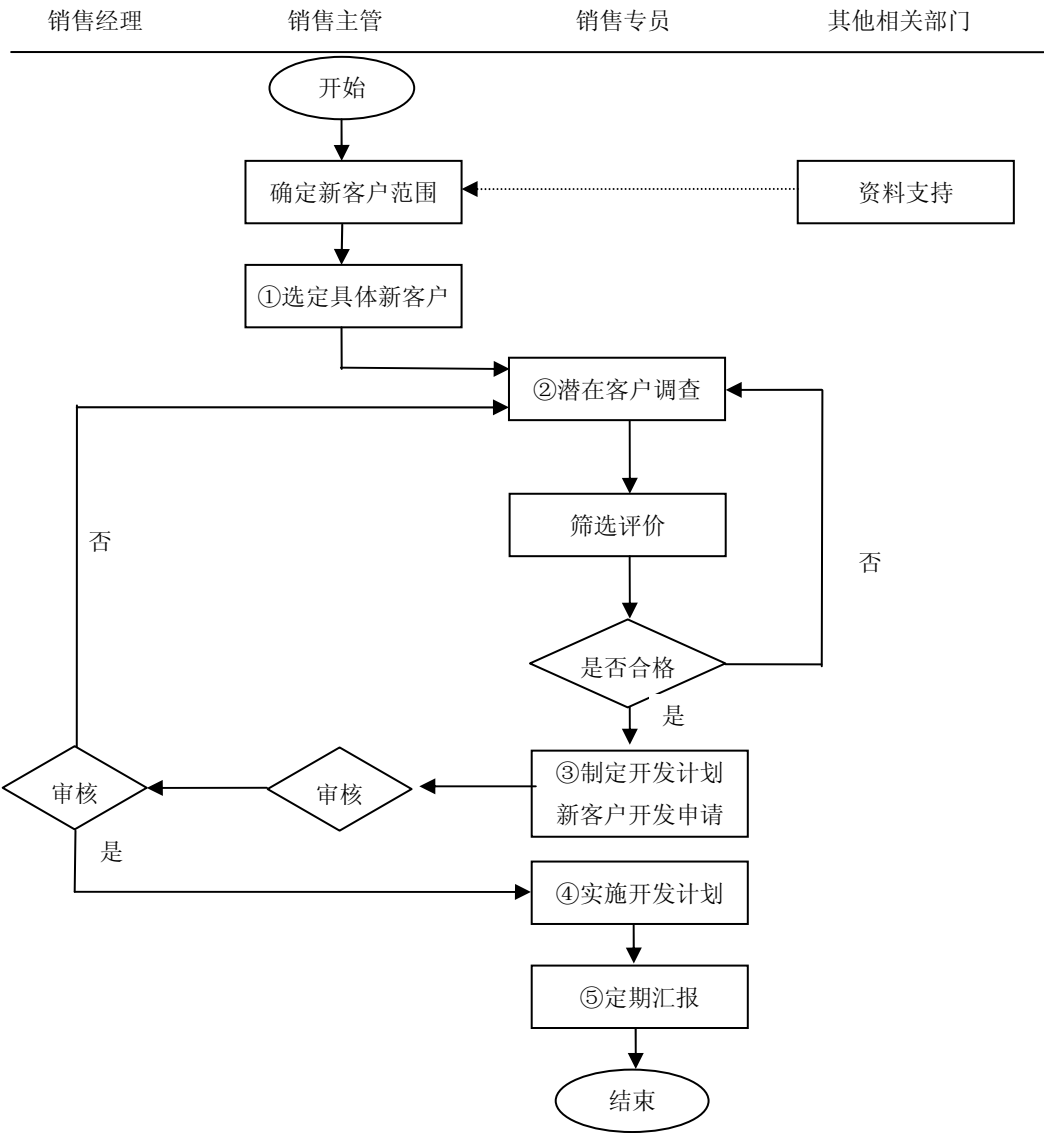 销售经理 销售主管 销售专员 其他相关部门
开始
确定新客户范围
资料支持
①选定具体新客户
②潜在客户调查
筛选评价
否
否
是否合格
是
③制定开发计划
新客户开发申请
审核
审核
是
④实施开发计划
⑤定期汇报
结束